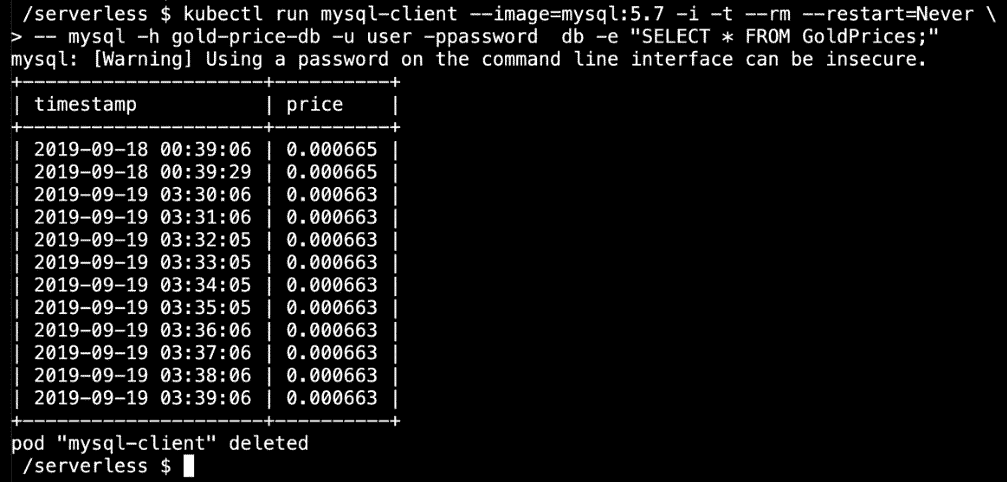 /serverless $ kubectl run mysql-client --image=mysql:5.7 -i -t --rm --restart=Never \
> -- mysql -h gold-price-db -u user -ppassword  db -e "SELECT * FROM GoldPrices;"
mysql: [Warning] Using a password on the command line interface can be insecure.
+---------------------+----------+
| timestamp           | price    |
+---------------------+----------+
| 2019-09-18 00:39:06 | 0.000665 |
| 2019-09-18 00:39:29 | 0.000665 |
| 2019-09-19 03:30:06 | 0.000663 |
| 2019-09-19 03:31:06 | 0.000663 |
| 2019-09-19 03:32:05 | 0.000663 |
| 2019-09-19 03:33:05 | 0.000663 |
| 2019-09-19 03:34:05 | 0.000663 |
| 2019-09-19 03:35:05 | 0.000663 |
| 2019-09-19 03:36:06 | 0.000663 |
| 2019-09-19 03:37:06 | 0.000663 |
| 2019-09-19 03:38:06 | 0.000663 |
| 2019-09-19 03:39:06 | 0.000663 |
+---------------------+----------+
pod "mysql-client" deleted
/serverless $